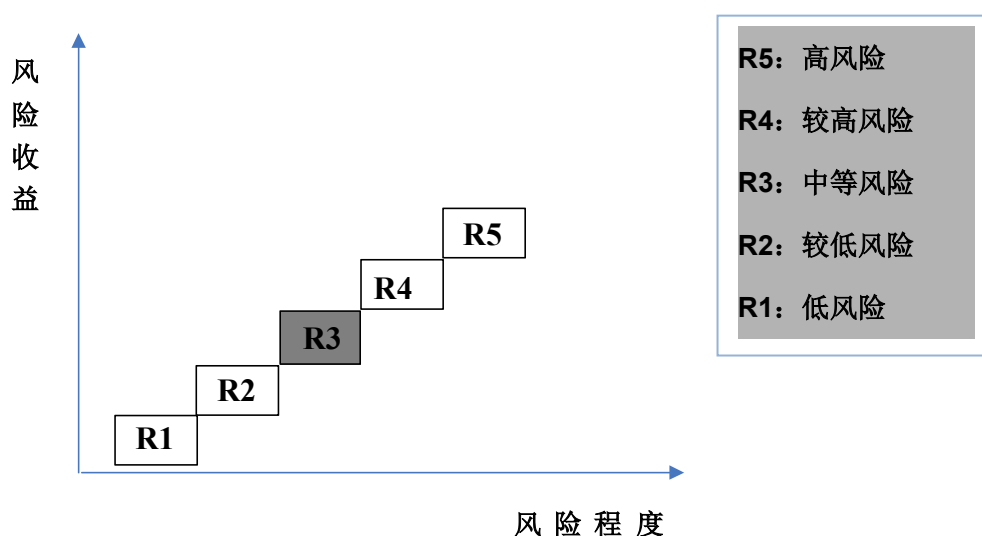 风
险
收
益
R5
R4
R3
R2
R1
风险程度
R5：高风险
R4：较高风险
R3：中等风险
R2：较低风险
R1：低风险